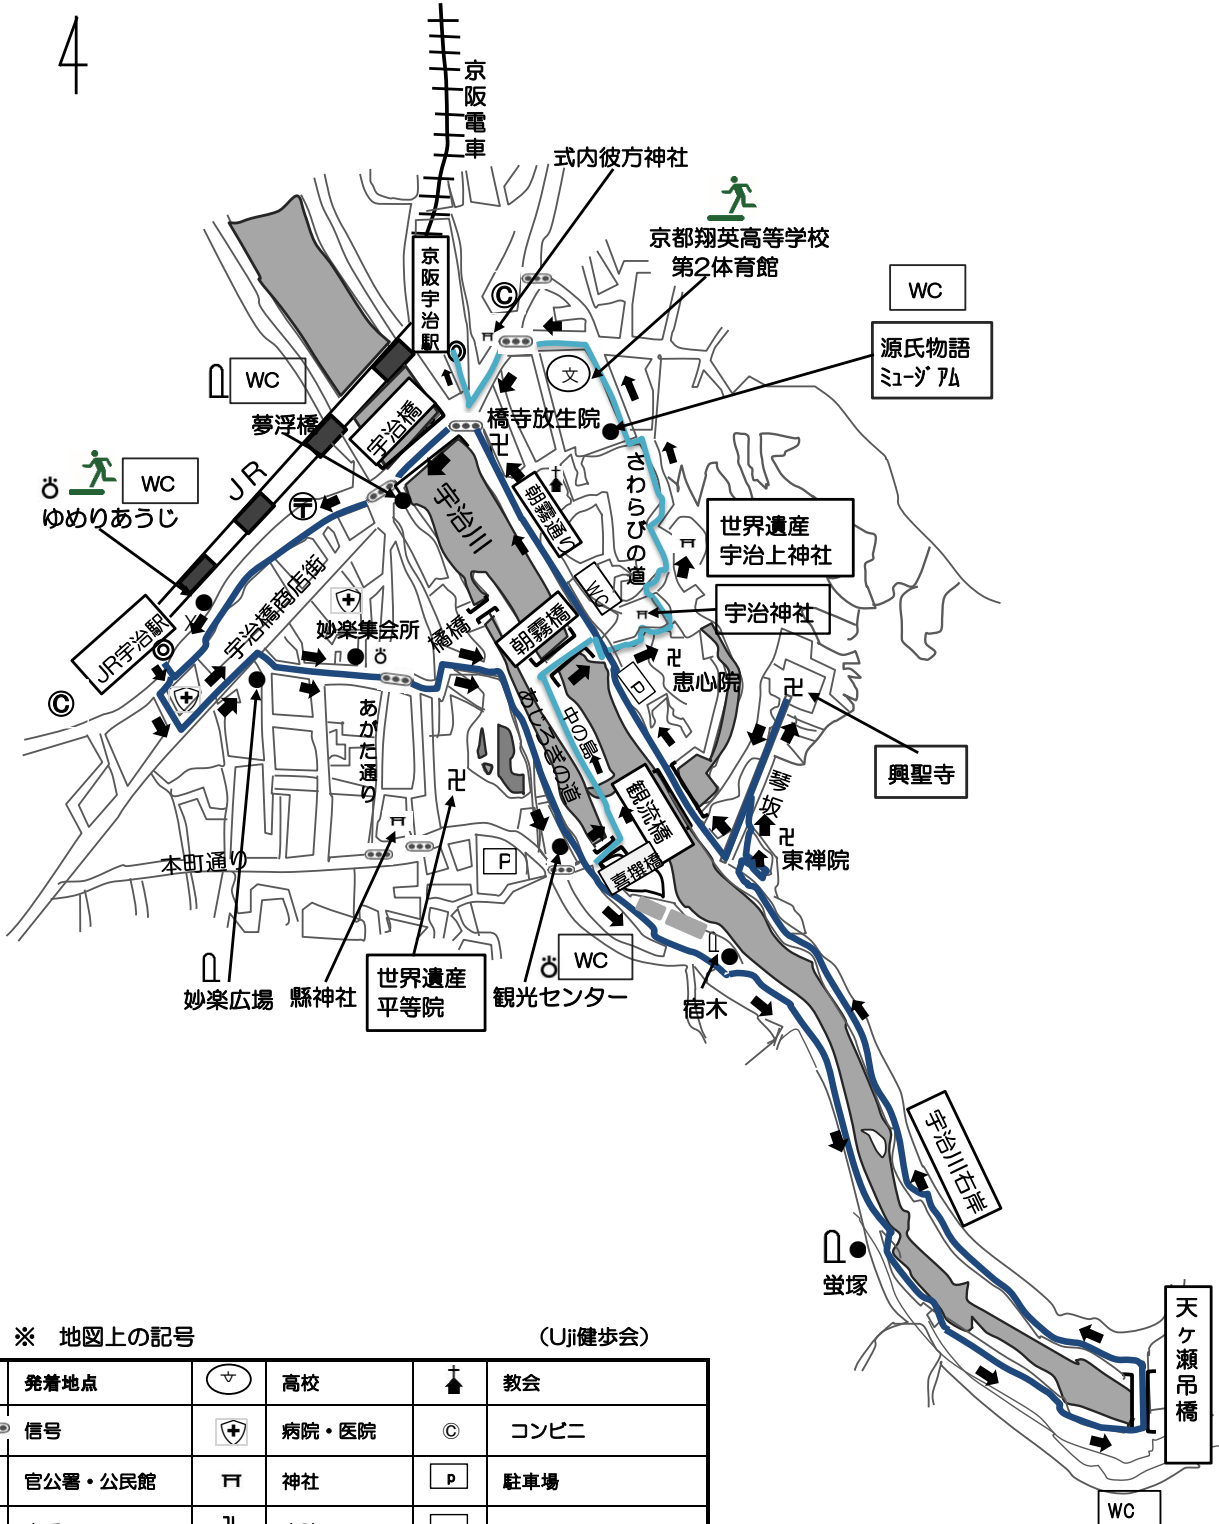 京阪電車
式内彼方神社
京都翔英高等学校
第2体育館
京阪宇治駅
C
WC
源氏物語
ﾐｭｰｼﾞｱﾑ
文
WC
夢浮橋
宇治橋
橋寺放生院
卍
JR
WC
ゆめりあうじ
〒
宇治川
朝霧通り
さわらびの道
世界遺産
宇治上神社
WC
宇治神社
宇治橋商店街
妙楽集会所
橘橋
朝霧橋
JR宇治駅
C
P
卍
恵心院
卍
興聖寺
あがた通り
あじろぎの道
中の島
観流橋
琴坂
卍
東禅院
卍
本町通り
P
喜撰橋
妙楽広場
縣神社
世界遺産
平等院
WC
観光センター
宿木
宇治川右岸
蛍塚
天ヶ瀬吊橋
WC
※ 地図上の記号
（Uji健歩会）
発着地点
文
高校
教会
信号
病院・医院
C
コンビニ
官公署・公民館
神社
p
駐車場